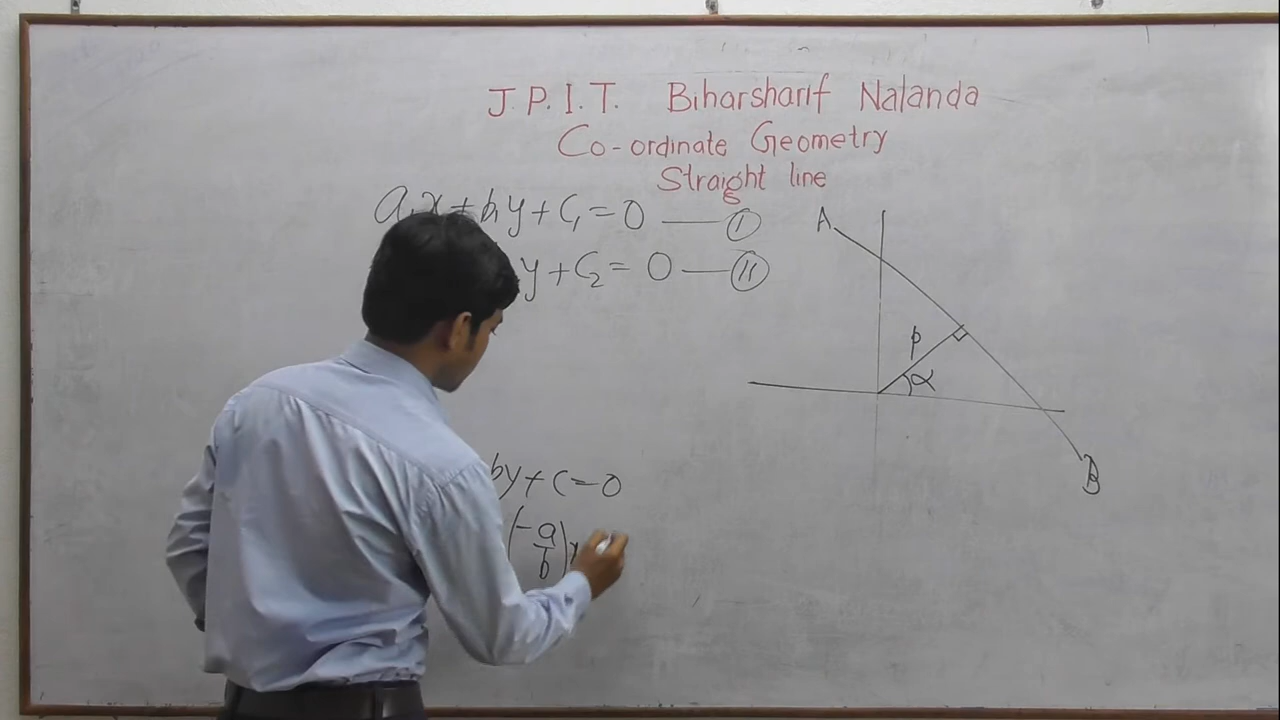 J.P.I.T. Biharsharif Nalanda
Co-ordinate Geometry
Straight line
a₁x + b₁y + C₁ = 0 — I
y + C₂ = 0 — II
A
p
α
B
by + C = 0
(-a/b)x